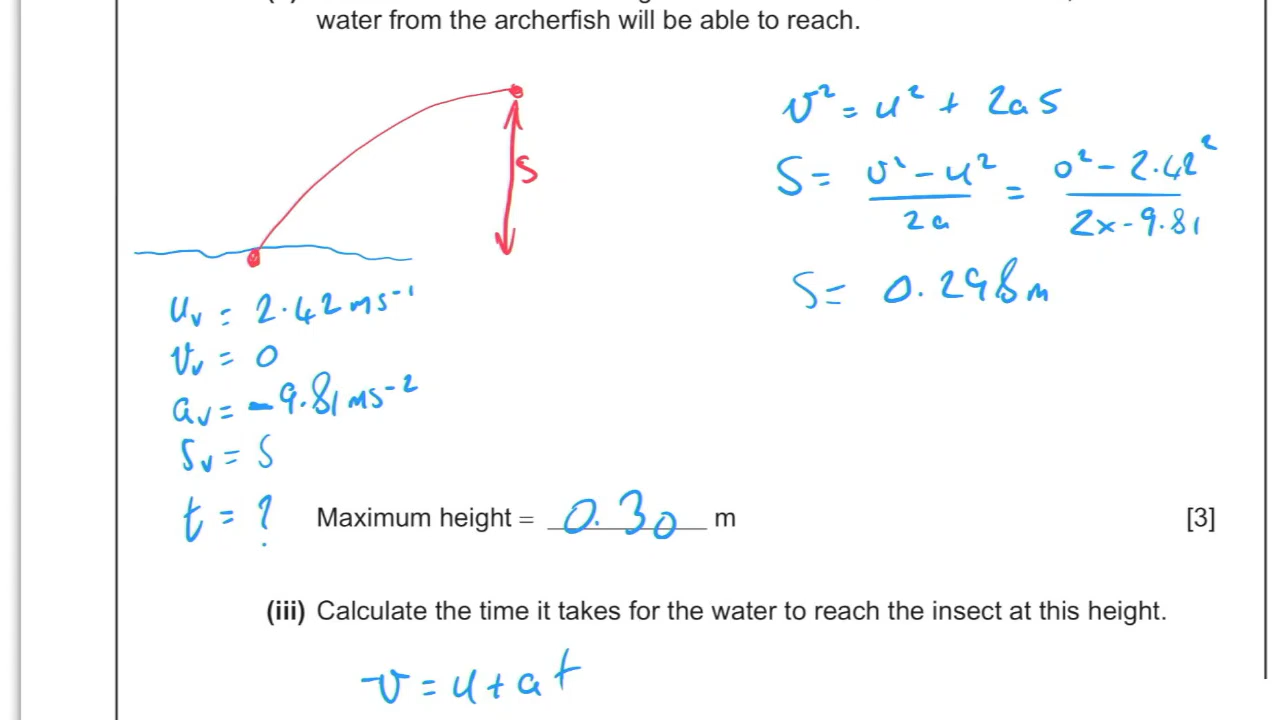 water from the archerfish will be able to reach.
S
v² = u² + 2as
S = v² - u² / 2a = 0² - 2.42² / 2x-9.81
S = 0.298m
uᵥ = 2.42 ms⁻¹
vᵥ = 0
aᵥ = -9.81 ms⁻²
Sᵥ = S
t = ?
Maximum height = 0.30 m [3]
(iii) Calculate the time it takes for the water to reach the insect at this height.
v = u + at